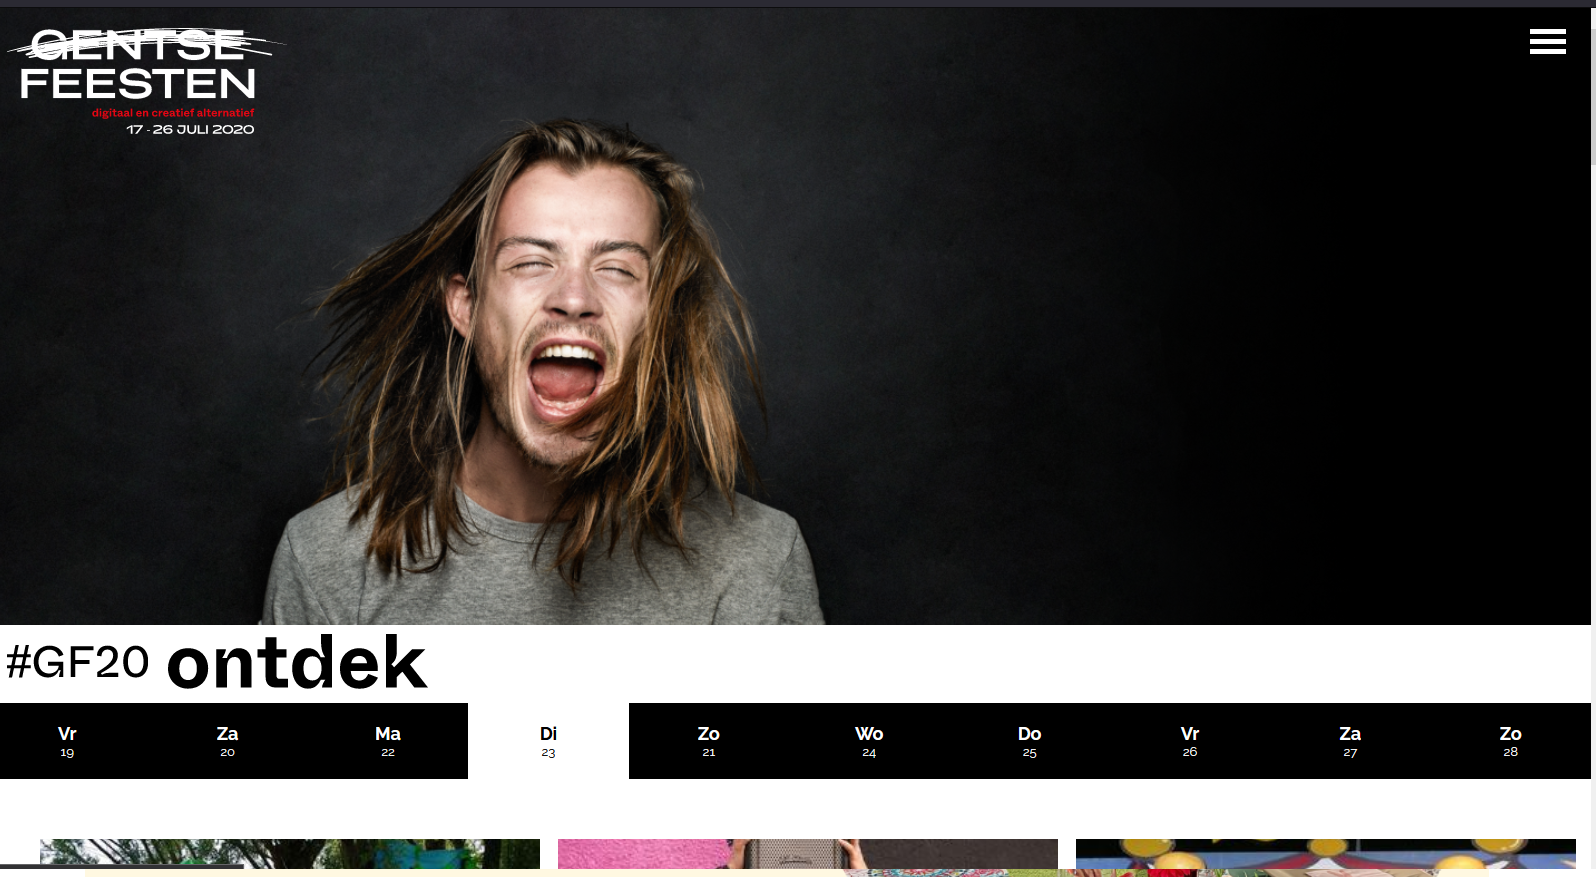 GENTSE
FEESTEN
digitaal en creatief alternatief
17 - 26 JULI 2020
#GF20 ontdek
Vr Za Ma Di Zo Wo Do Vr Za Zo
19 20 22 23 21 24 25 26 27 28